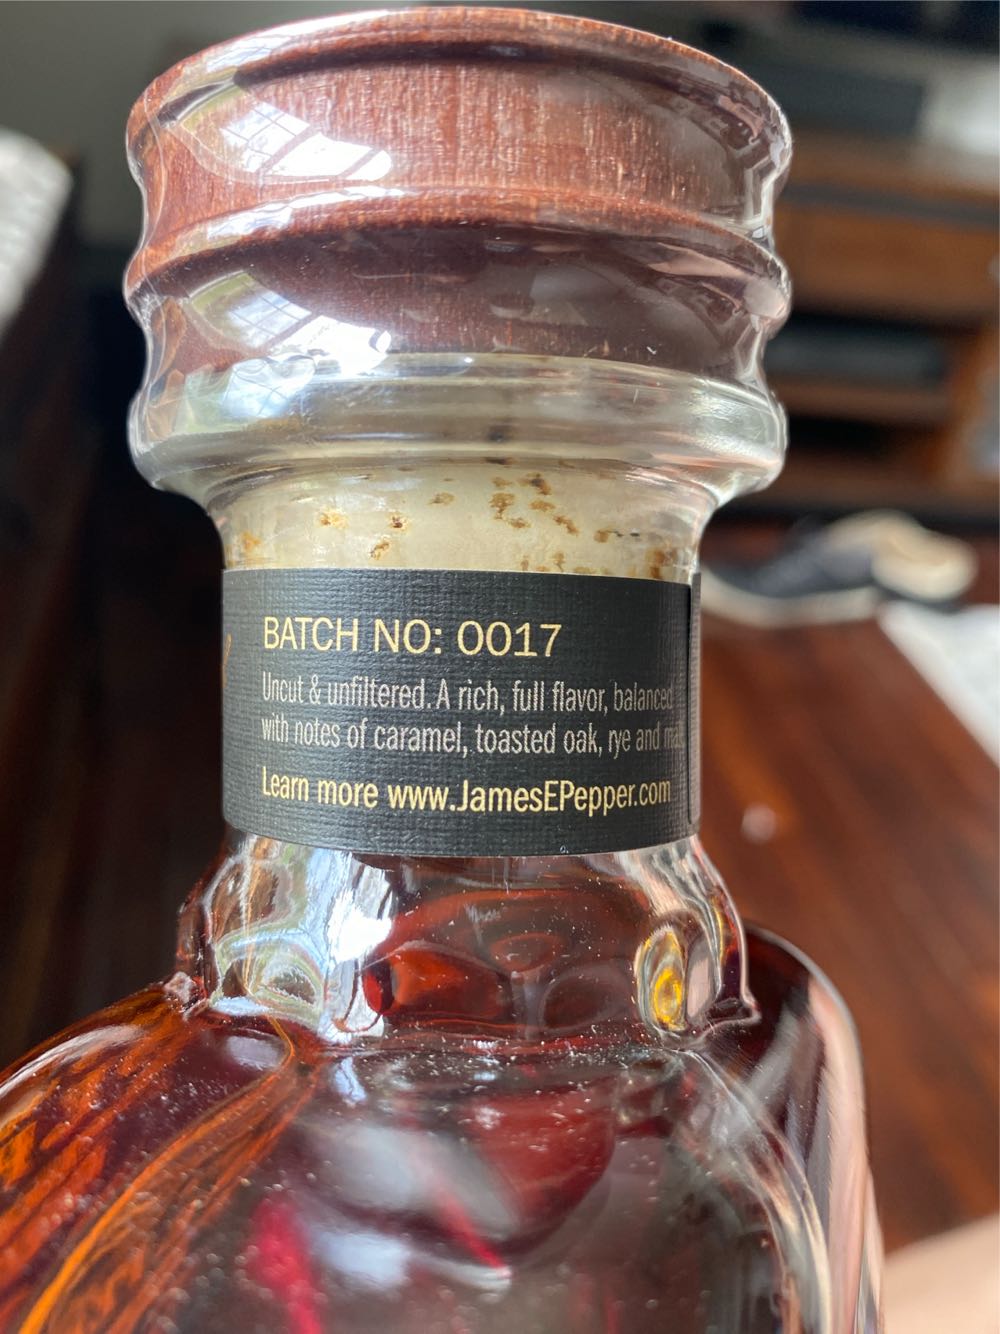 BATCH NO: 0017
Uncut & unfiltered. A rich, full flavor, balanced
with notes of caramel, toasted oak, rye and
Learn more www.JamesEPepper.com